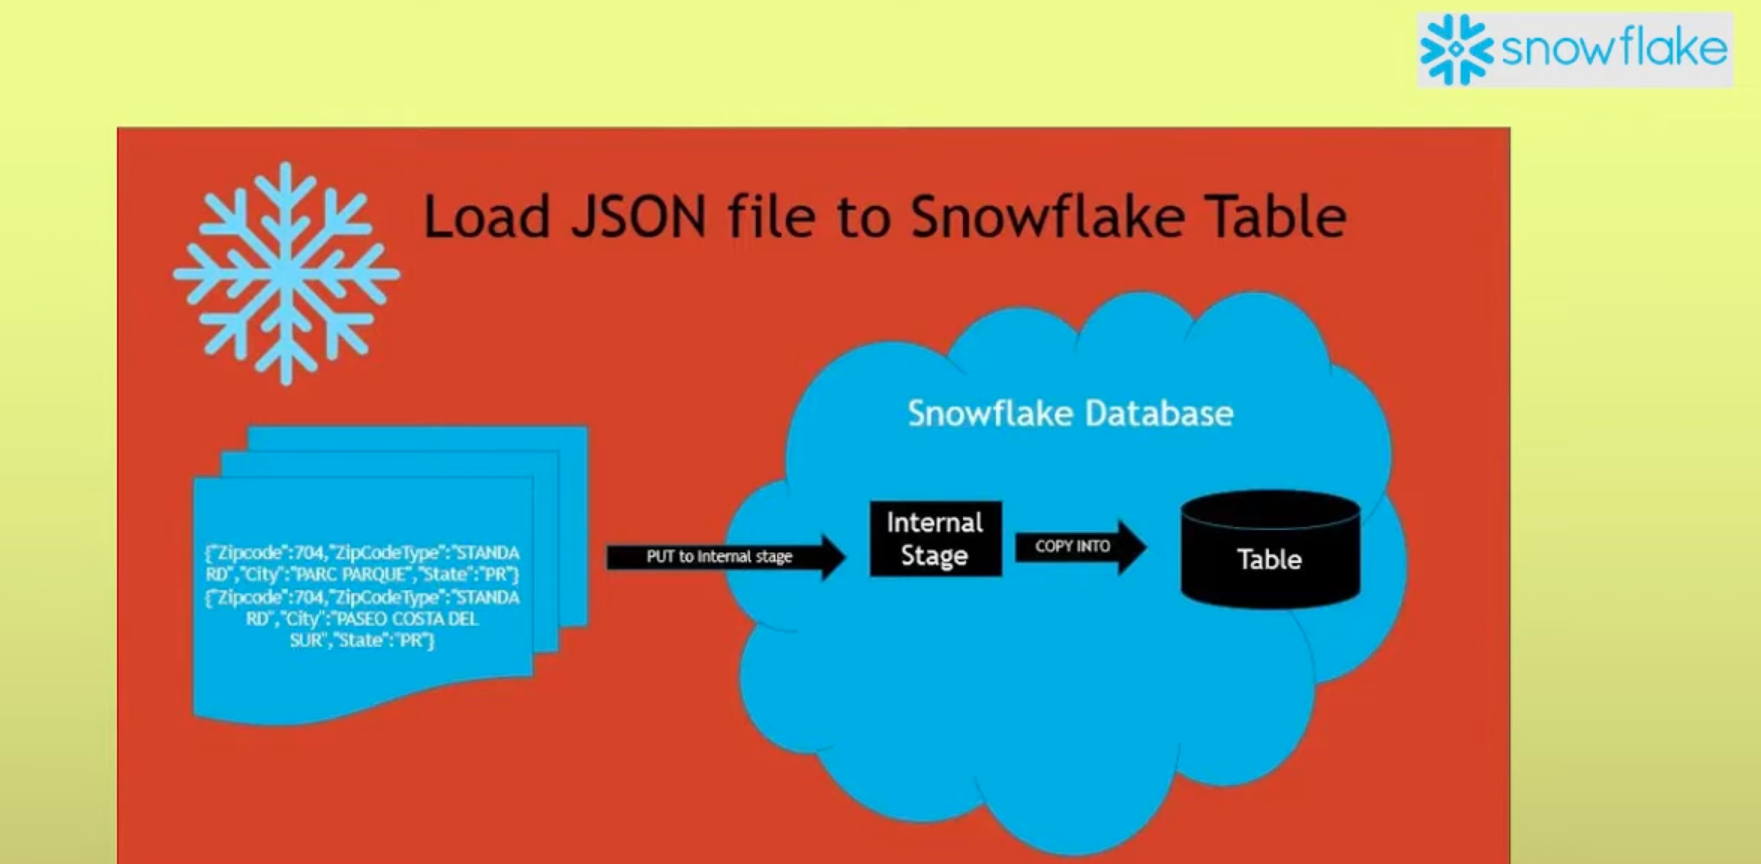 snowflake
Load JSON file to Snowflake Table
Snowflake Database
{"Zipcode":704,"ZipCodeType":"STANDA
RD","City":"PARC PARQUE","State":"PR"}
{"Zipcode":704,"ZipCodeType":"STANDA
RD","City":"PASEO COSTA DEL
SUR","State":"PR"}
PUT to Internal stage
Internal
Stage
COPY INTO
Table